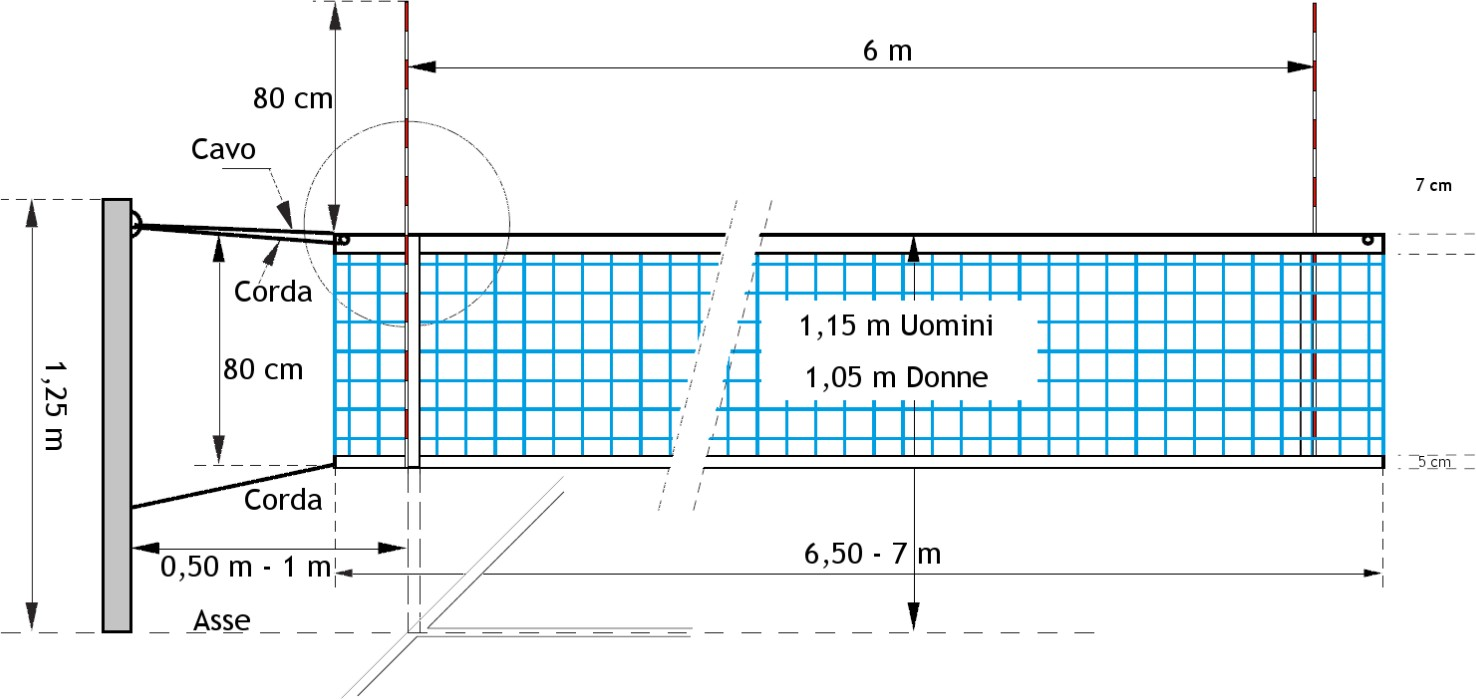 6 m
80 cm
Cavo
7 cm
Corda
1,15 m Uomini
80 cm
1,05 m Donne
1,25 m
5 cm
Corda
0,50 m - 1 m
6,50 - 7 m
Asse